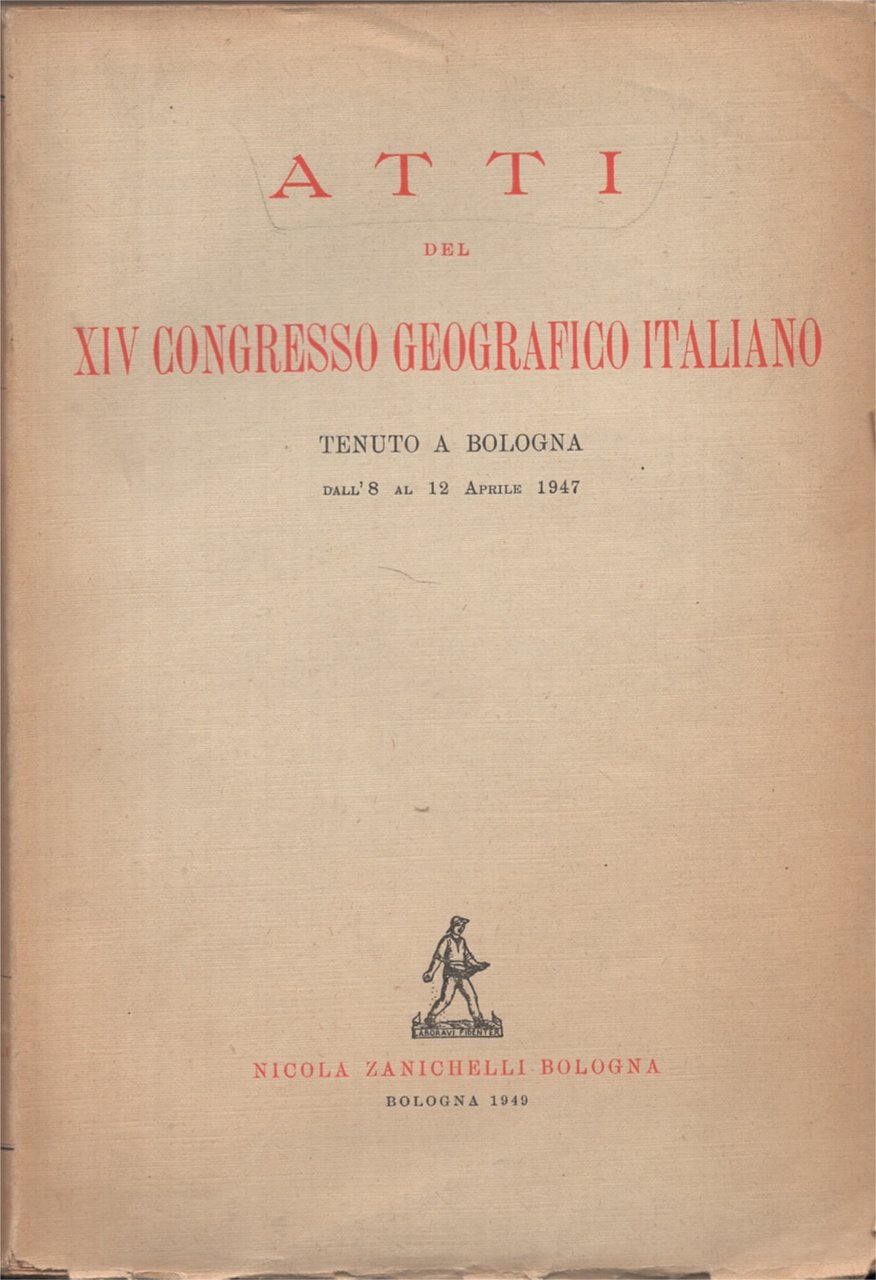 ATTI
DEL
XIV CONGRESSO GEOGRAFICO ITALIANO
TENUTO A BOLOGNA
DALL' 8 AL 12 APRILE 1947
LABORAVI FIDENTER
NICOLA ZANICHELLI BOLOGNA
BOLOGNA 1949